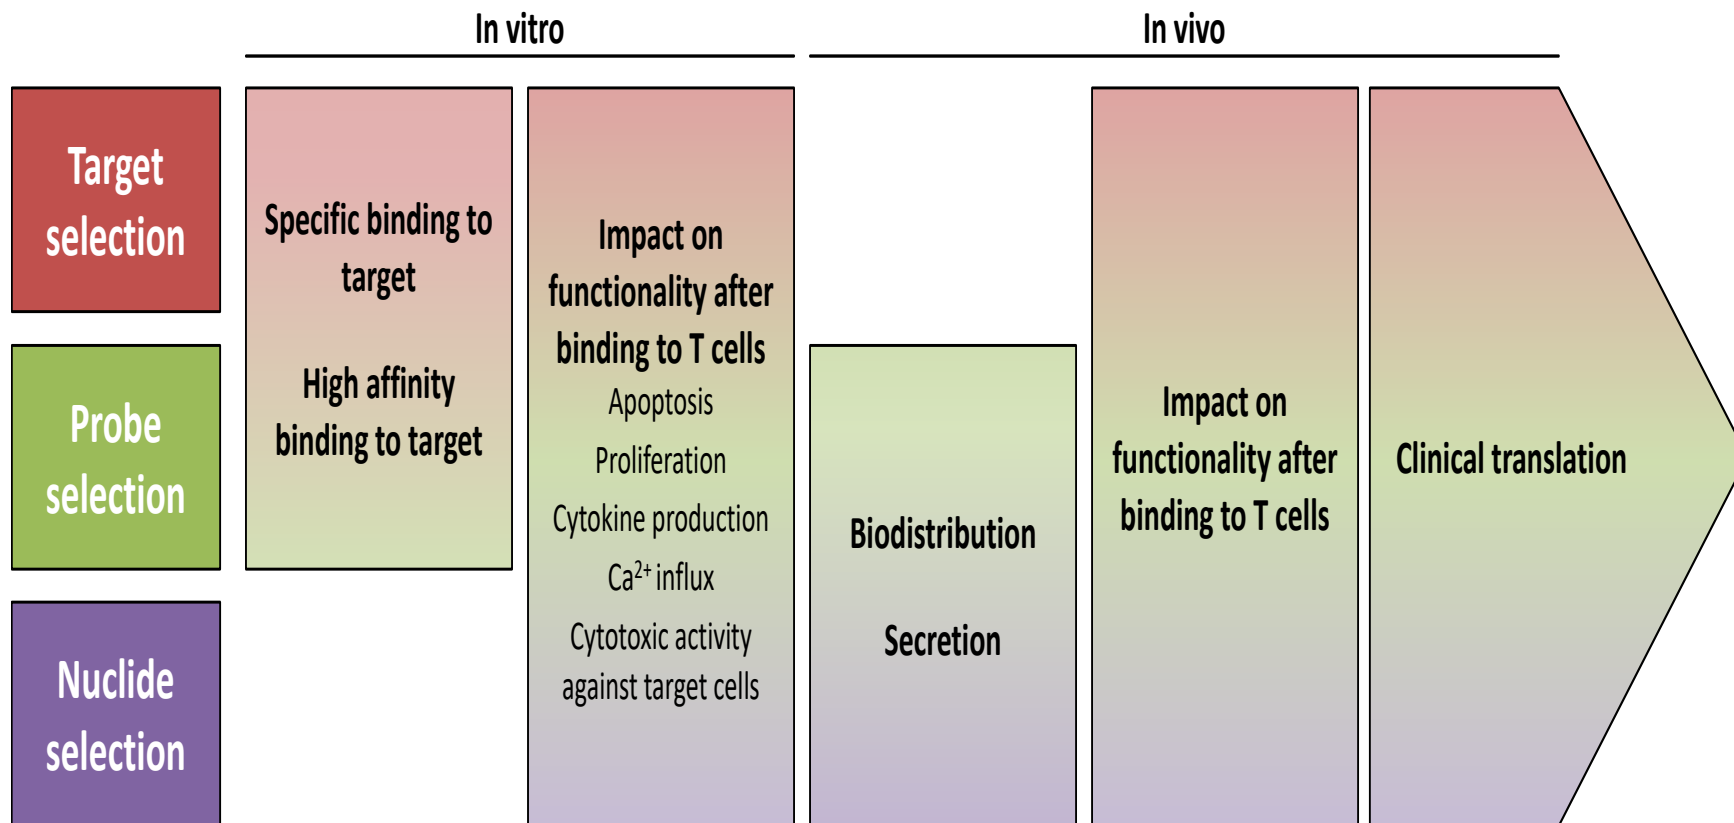 In vitro
In vivo
Target
selection
Probe
selection
Nuclide
selection
Specific binding to
target
High affinity
binding to target
Impact on
functionality after
binding to T cells
Apoptosis
Proliferation
Cytokine production
Ca²⁺ influx
Cytotoxic activity
against target cells
Biodistribution
Secretion
Impact on
functionality after
binding to T cells
Clinical translation